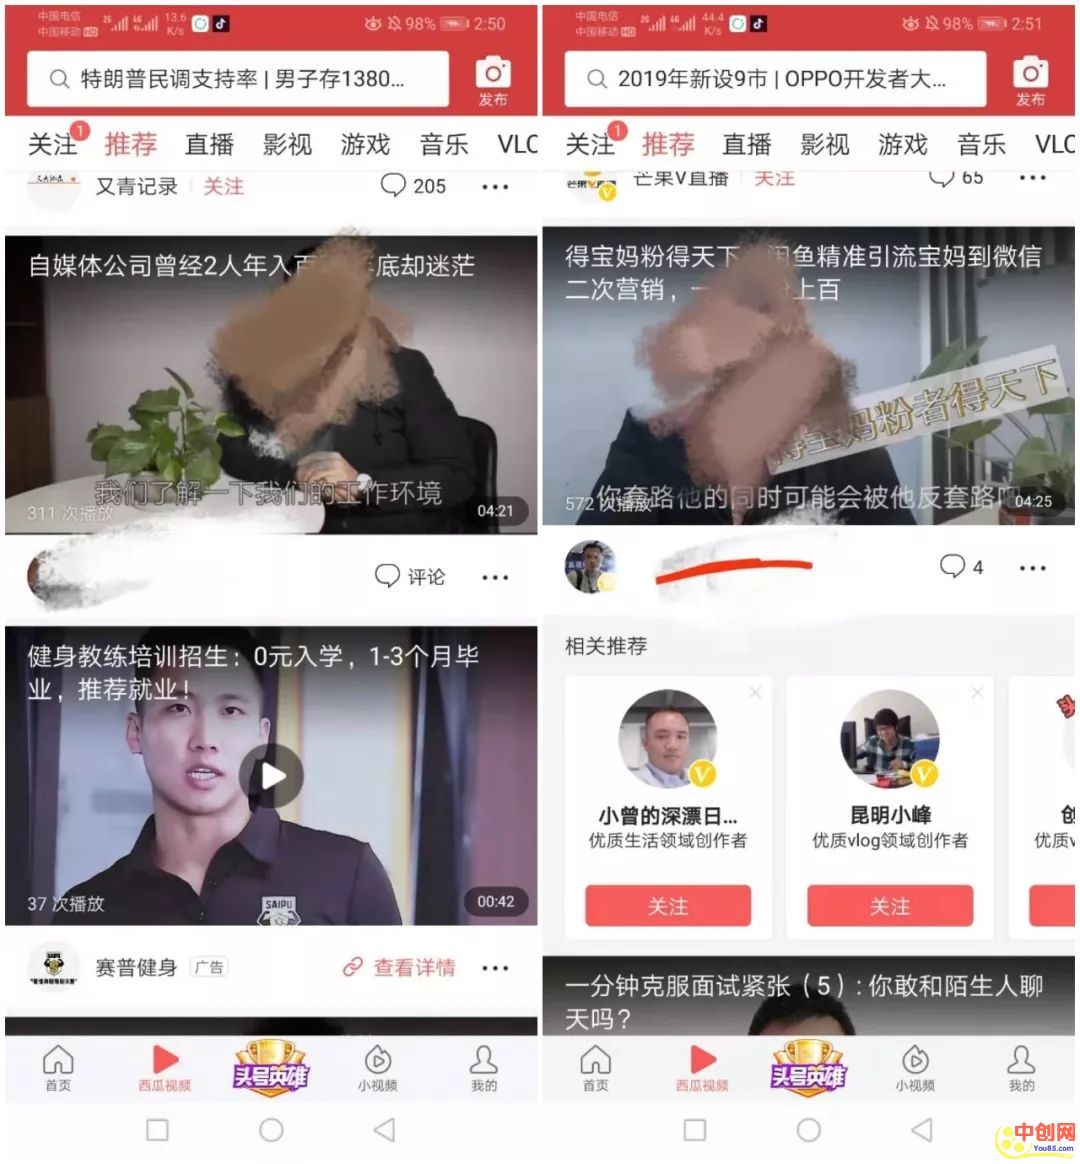 中国电信
中国移动 HD
2G 4G 13.6 K/s
98% 2:50
特朗普民调支持率 | 男子存1380...
发布
关注 1 推荐 直播 影视 游戏 音乐 VLO
又青记录 关注 205
自媒体公司曾经2人年入百 底却迷茫
我们了解一下我们的工作环境
311 次播放 04:21
评论
健身教练培训招生：0元入学，1-3个月毕
业，推荐就业！
SAIPU
37 次播放 00:42
赛普健身 广告 查看详情
首页 西瓜视频 头号英雄 小视频 我的
中国电信
中国移动 HD
2G 4G 44.4 K/s
98% 2:51
2019年新设9市 | OPPO开发者大...
发布
关注 1 推荐 直播 影视 游戏 音乐 VLO
芒果V直播 关注 65
得宝妈粉得天下 闲鱼精准引流宝妈到微信
二次营销，一 上百
得宝妈粉者得天下
你套路他的同时可能会被他反套路吧
572 次播放 04:25
4
相关推荐
小曾的深漂日...
优质生活领域创作者
关注
昆明小峰
优质vlog领域创作者
关注
创
优质v
一分钟克服面试紧张（5）: 你敢和陌生人聊
天吗？
首页 西瓜视频 头号英雄 小视频 我的
中创网
You85.com